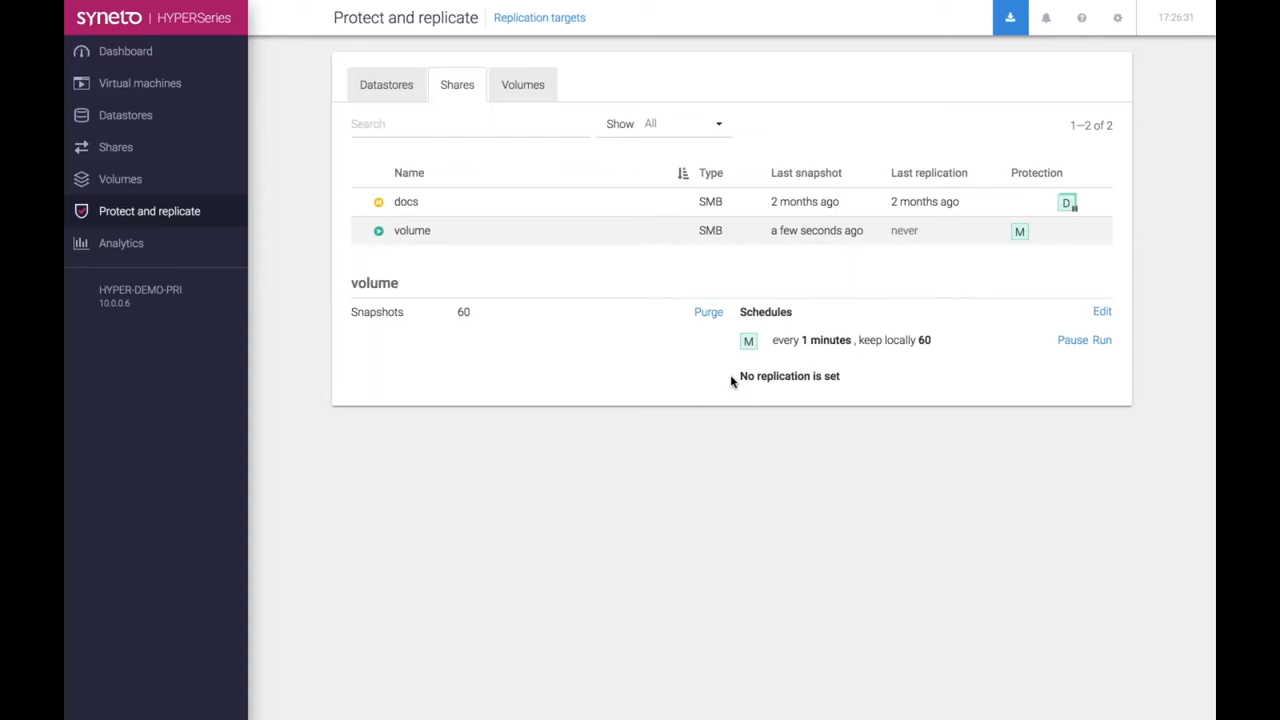 syneto | HYPERSeries
Protect and replicate
Replication targets
17:26:31
Dashboard
Virtual machines
Datastores
Shares
Volumes
Protect and replicate
Analytics
HYPER-DEMO-PRI
10.0.0.6
Datastores
Shares
Volumes
Search
Show All
1—2 of 2
Name Type Last snapshot Last replication Protection
docs SMB 2 months ago 2 months ago D
volume SMB a few seconds ago never M
volume
Snapshots 60 Purge
Schedules Edit
M every 1 minutes , keep locally 60 Pause Run
No replication is set